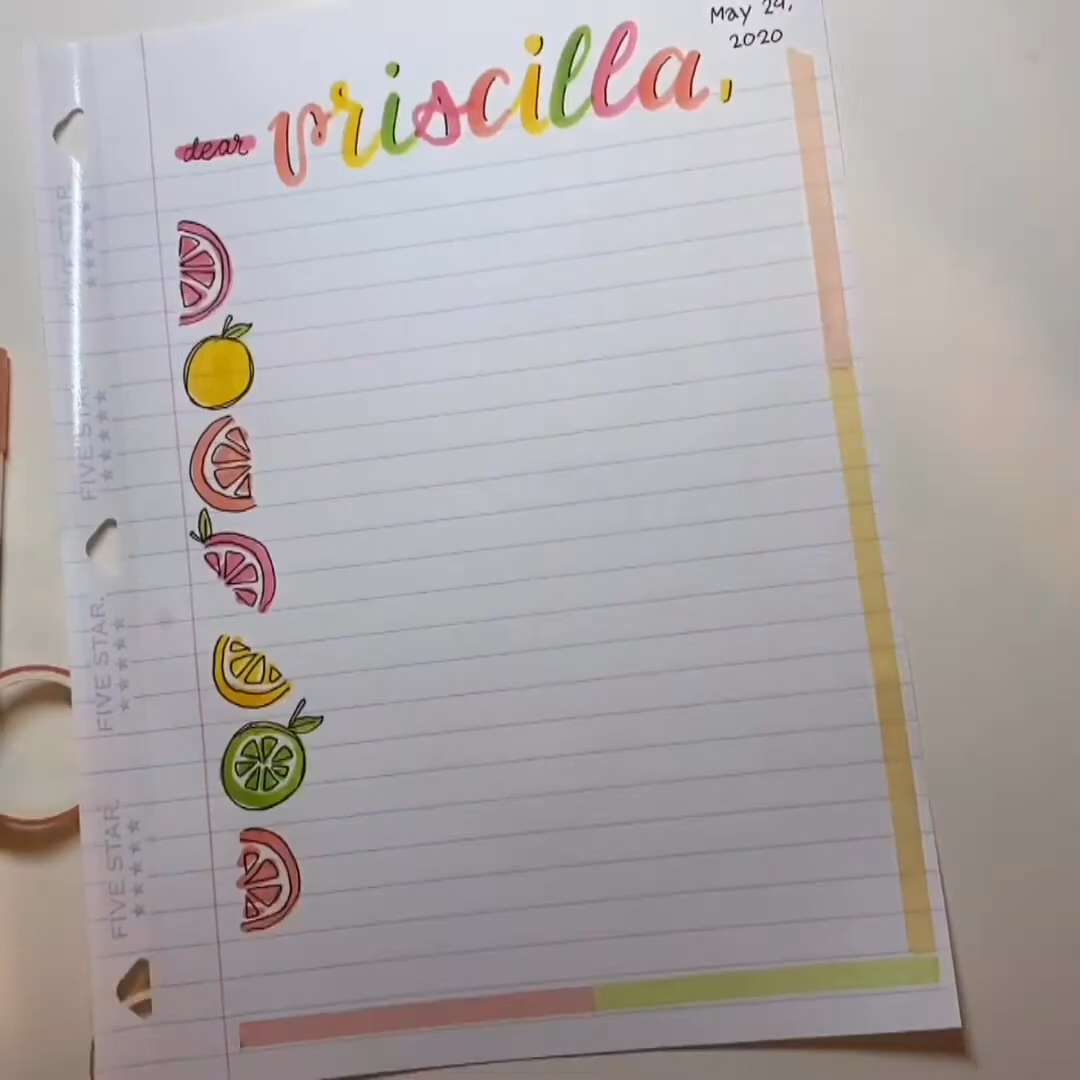 May 24,
2020
dear priscilla,
FIVE STAR
FIVE STAR
FIVE STAR.
FIVE STAR.